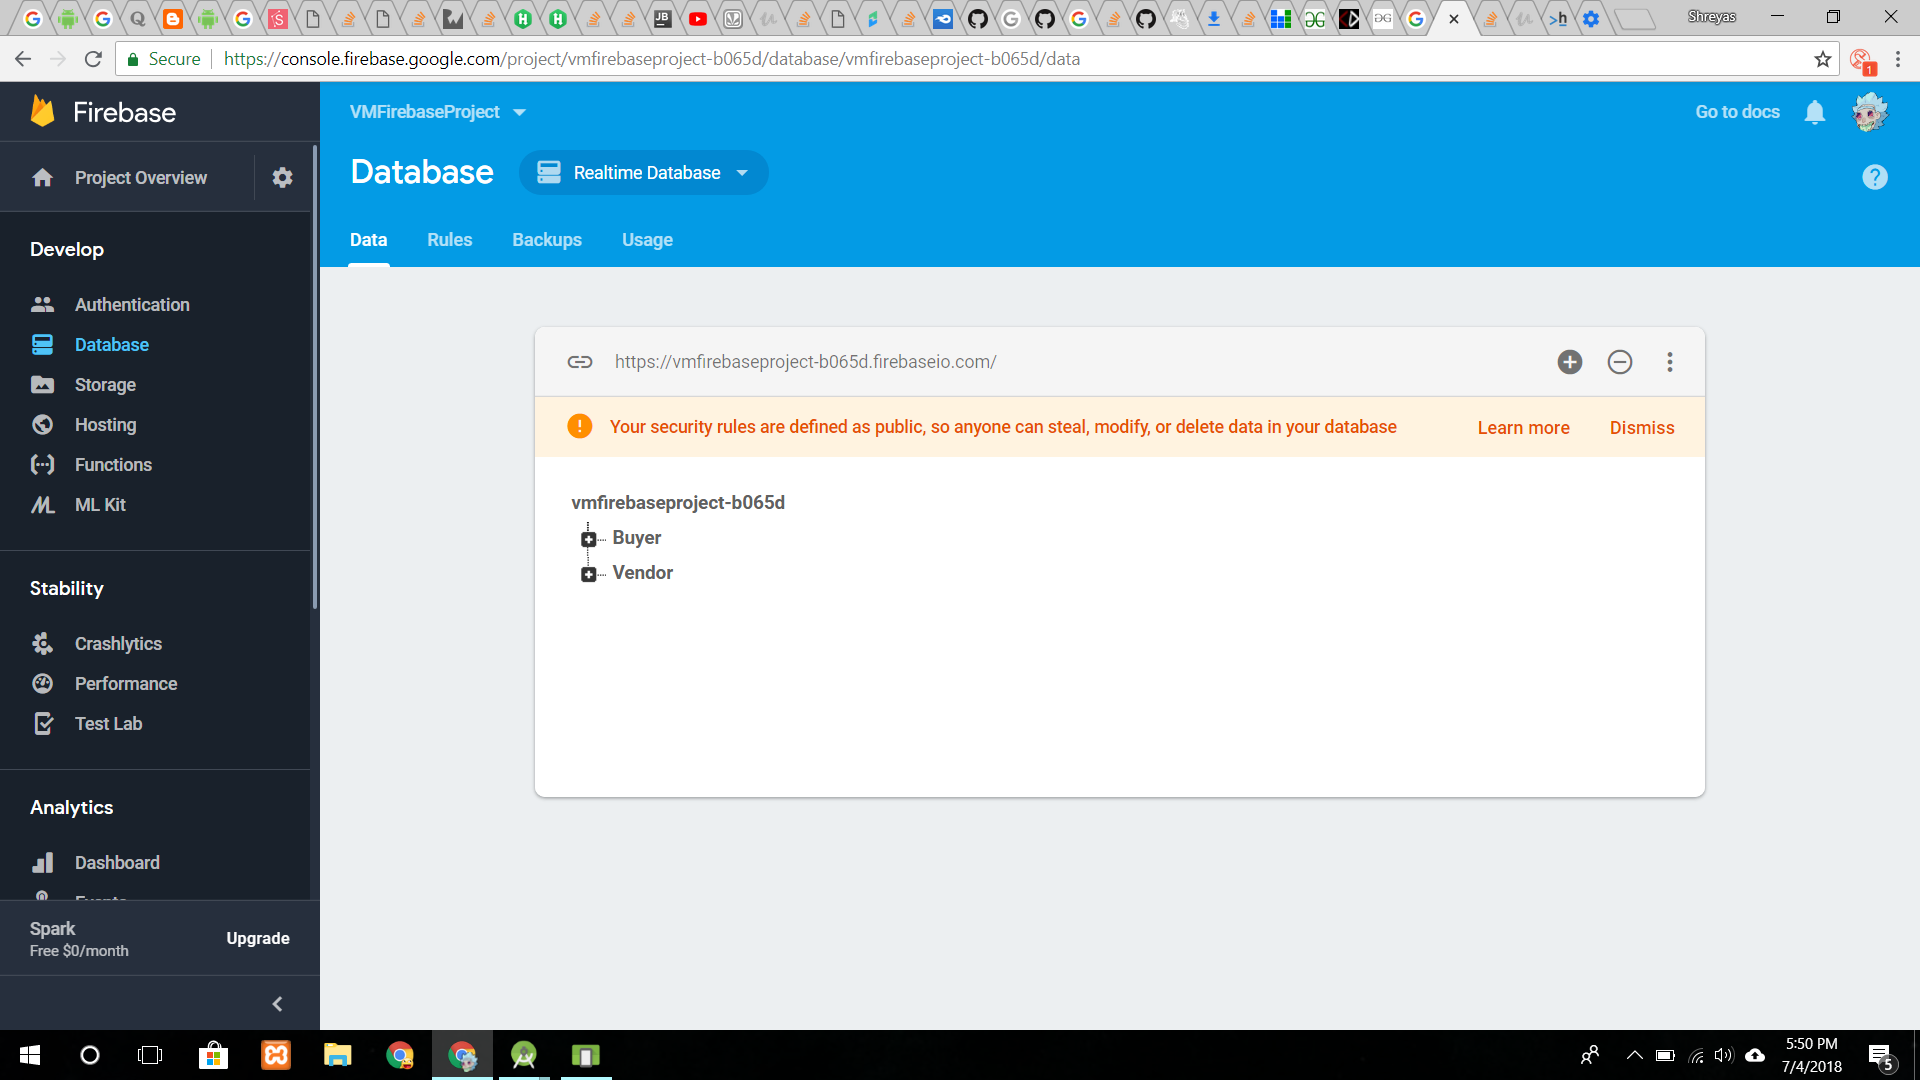 Shreyas
Secure https://console.firebase.google.com/project/vmfirebaseproject-b065d/database/vmfirebaseproject-b065d/data
1
Firebase
Project Overview
Develop
Authentication
Database
Storage
Hosting
Functions
ML Kit
Stability
Crashlytics
Performance
Test Lab
Analytics
Dashboard
Spark
Free $0/month
Upgrade
VMFirebaseProject
Go to docs
Database
Realtime Database
?
Data Rules Backups Usage
https://vmfirebaseproject-b065d.firebaseio.com/
Your security rules are defined as public, so anyone can steal, modify, or delete data in your database Learn more Dismiss
vmfirebaseproject-b065d
Buyer
Vendor
5:50 PM
7/4/2018
5